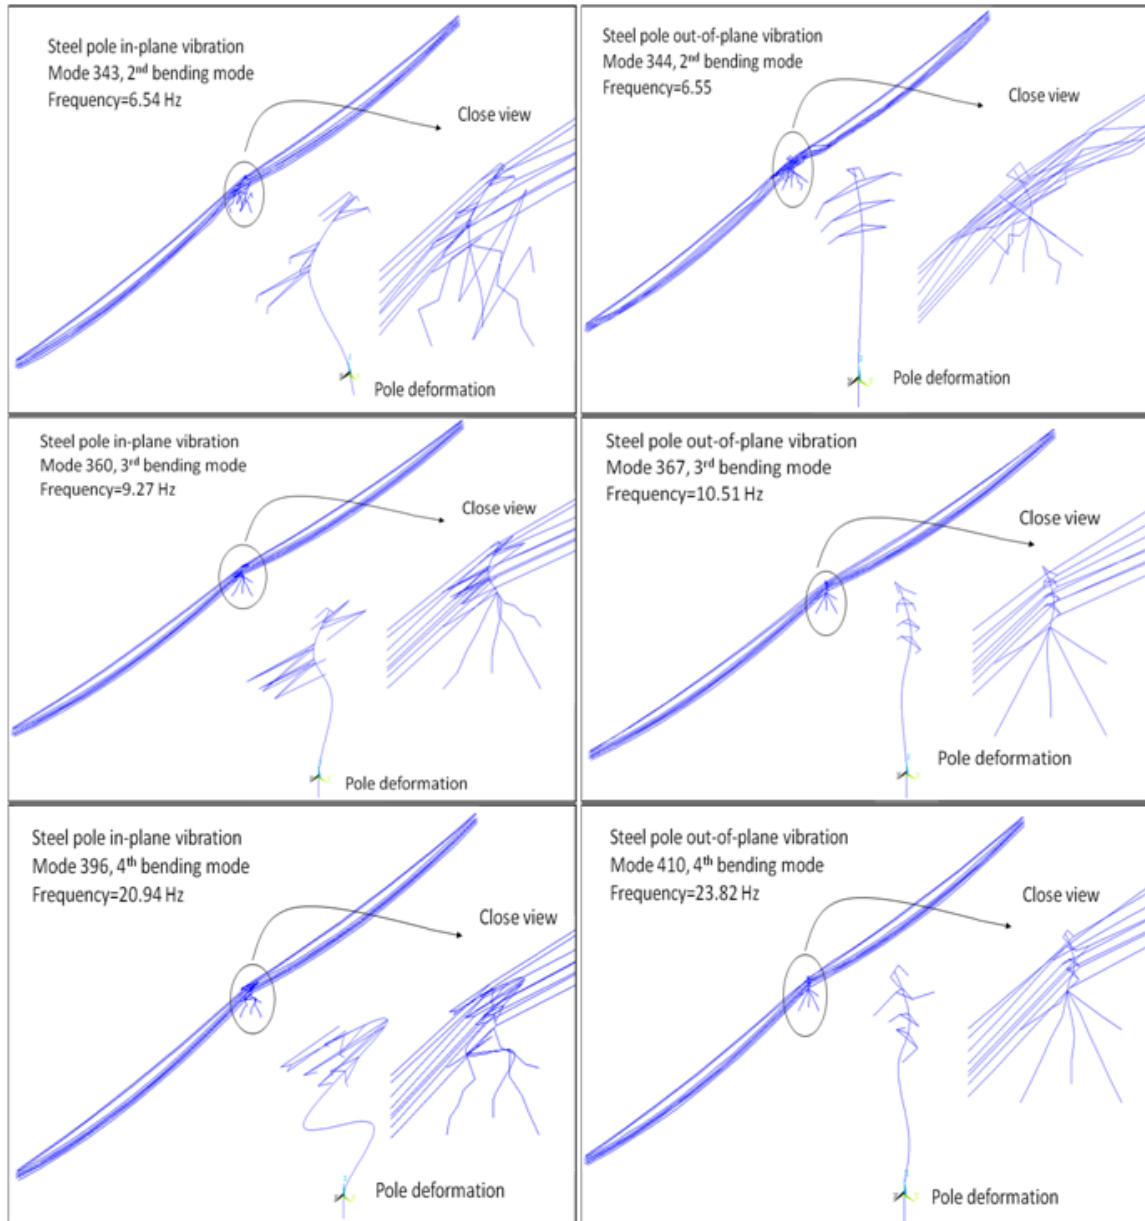 Steel pole in-plane vibration
Mode 343, 2nd bending mode
Frequency=6.54 Hz
Close view
Pole deformation
Steel pole out-of-plane vibration
Mode 344, 2nd bending mode
Frequency=6.55
Close view
Pole deformation
Steel pole in-plane vibration
Mode 360, 3rd bending mode
Frequency=9.27 Hz
Close view
Pole deformation
Steel pole out-of-plane vibration
Mode 367, 3rd bending mode
Frequency=10.51 Hz
Close view
Pole deformation
Steel pole in-plane vibration
Mode 396, 4th bending mode
Frequency=20.94 Hz
Close view
Pole deformation
Steel pole out-of-plane vibration
Mode 410, 4th bending mode
Frequency=23.82 Hz
Close view
Pole deformation